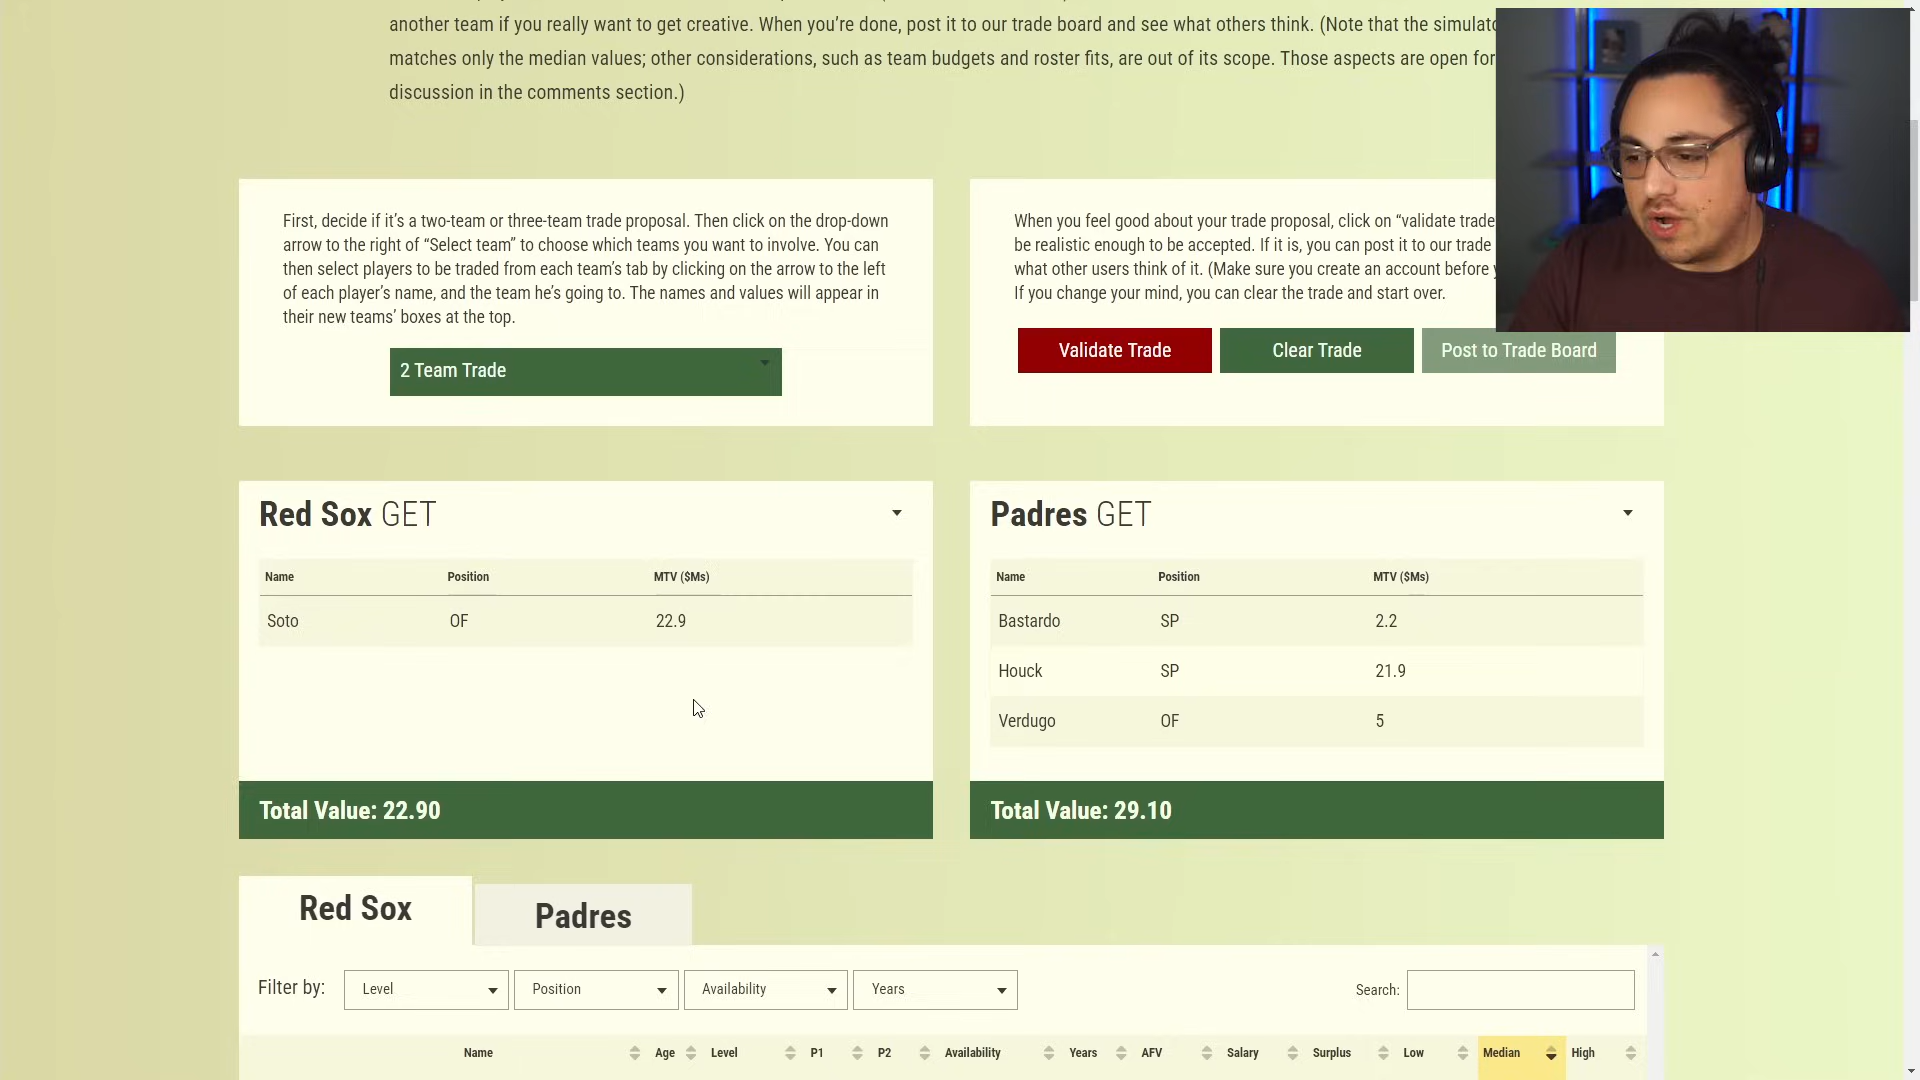 another team if you really want to get creative. When you’re done, post it to our trade board and see what others think. (Note that the simulato
matches only the median values; other considerations, such as team budgets and roster fits, are out of its scope. Those aspects are open for
discussion in the comments section.)
First, decide if it’s a two-team or three-team trade proposal. Then click on the drop-down
arrow to the right of “Select team” to choose which teams you want to involve. You can
then select players to be traded from each team’s tab by clicking on the arrow to the left
of each player’s name, and the team he’s going to. The names and values will appear in
their new teams’ boxes at the top.
2 Team Trade
When you feel good about your trade proposal, click on “validate trade
be realistic enough to be accepted. If it is, you can post it to our trade
what other users think of it. (Make sure you create an account before
If you change your mind, you can clear the trade and start over.
Validate Trade Clear Trade Post to Trade Board
Red Sox GET
Name Position MTV ($Ms)
Soto OF 22.9
Total Value: 22.90
Padres GET
Name Position MTV ($Ms)
Bastardo SP 2.2
Houck SP 21.9
Verdugo OF 5
Total Value: 29.10
Red Sox Padres
Filter by: Level Position Availability Years Search:
Name Age Level P1 P2 Availability Years AFV Salary Surplus Low Median High